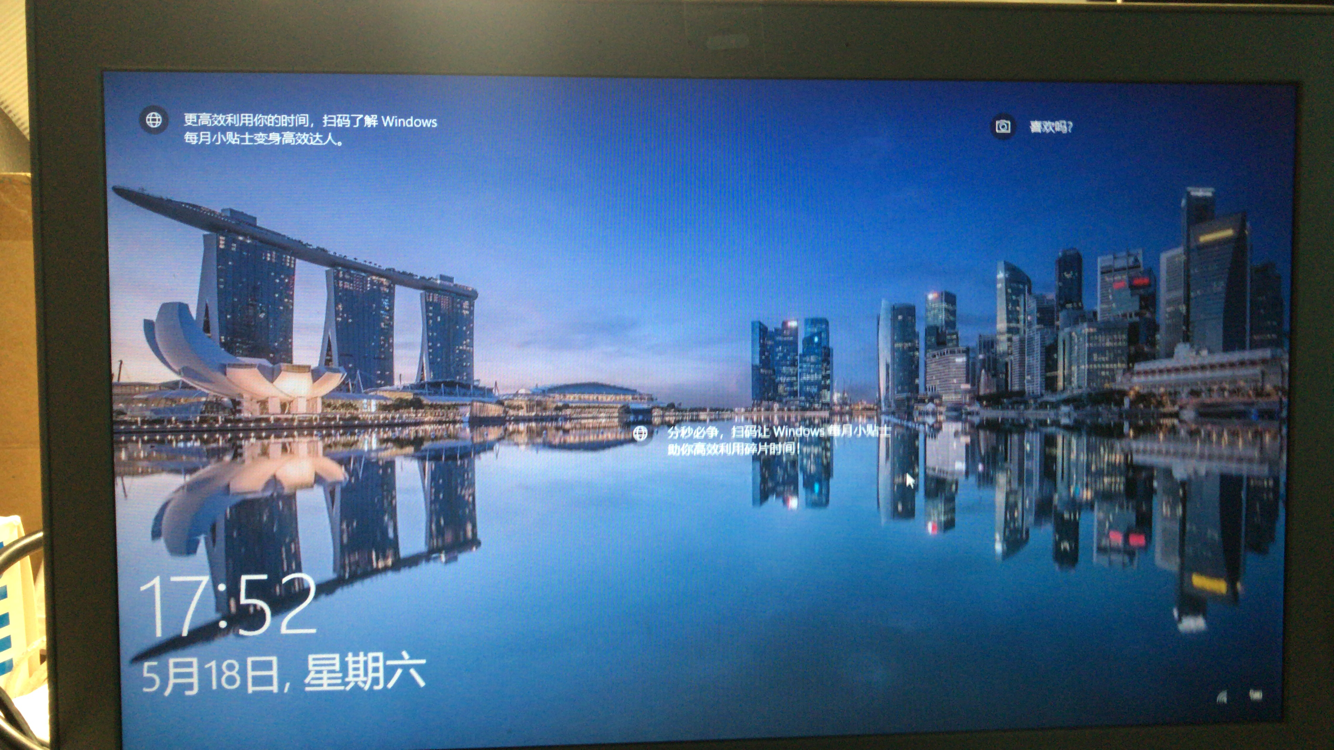 更高效利用你的时间，扫码了解 Windows
每月小贴士变身高效达人。
喜欢吗?
分秒必争，扫码让 Windows 每月小贴士
助你高效利用碎片时间!
17:52
5月18日, 星期六